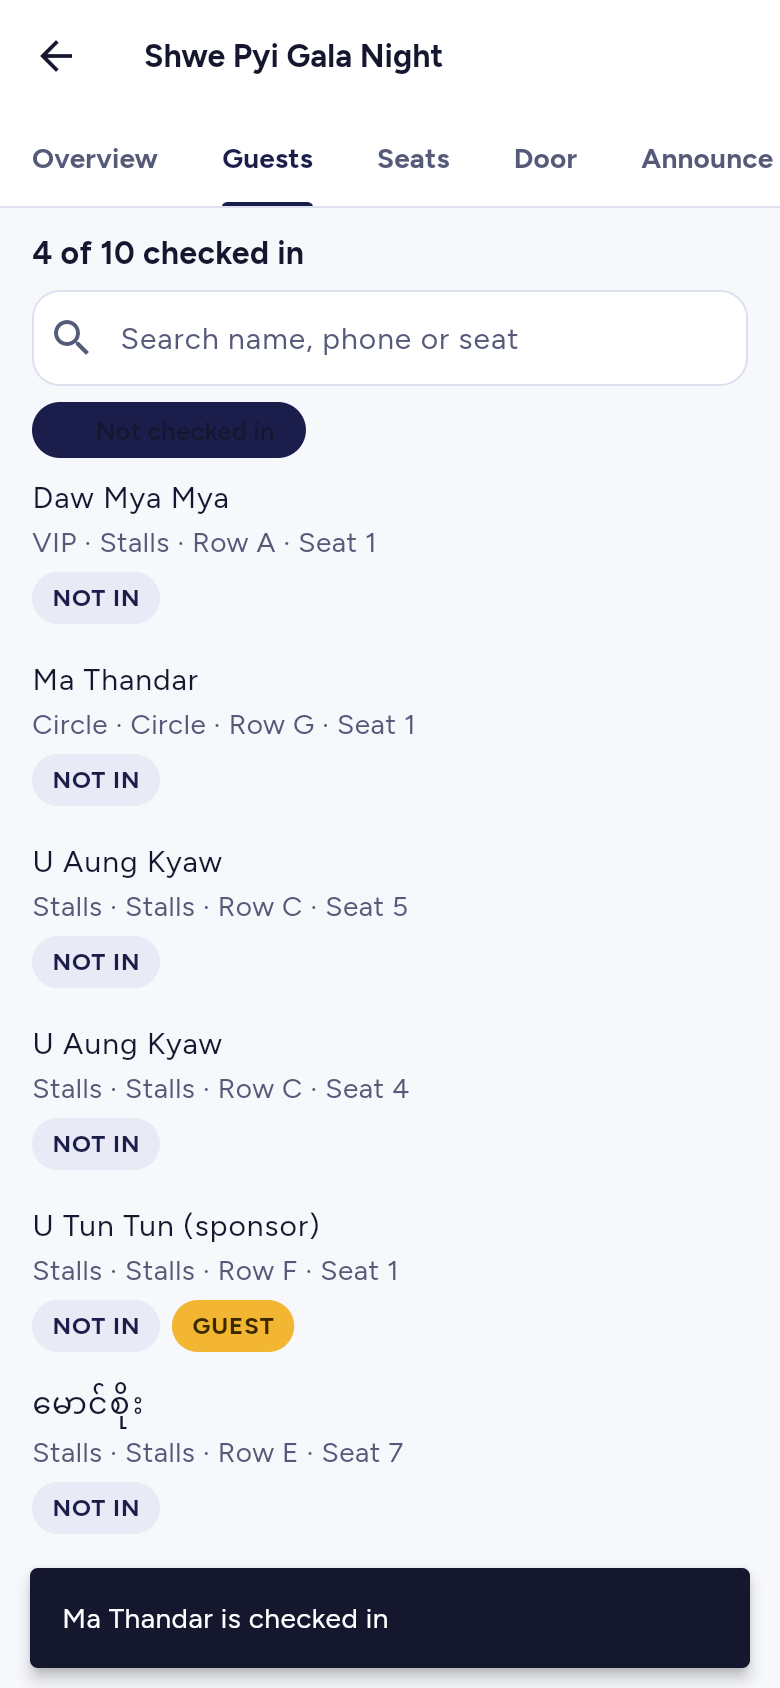 Shwe Pyi Gala Night
Overview Guests Seats Door Announce
4 of 10 checked in
Search name, phone or seat
Not checked in
Daw Mya Mya
VIP · Stalls · Row A · Seat 1
NOT IN
Ma Thandar
Circle · Circle · Row G · Seat 1
NOT IN
U Aung Kyaw
Stalls · Stalls · Row C · Seat 5
NOT IN
U Aung Kyaw
Stalls · Stalls · Row C · Seat 4
NOT IN
U Tun Tun (sponsor)
Stalls · Stalls · Row F · Seat 1
NOT IN GUEST
မောင်စိုး
Stalls · Stalls · Row E · Seat 7
NOT IN
Ma Thandar is checked in